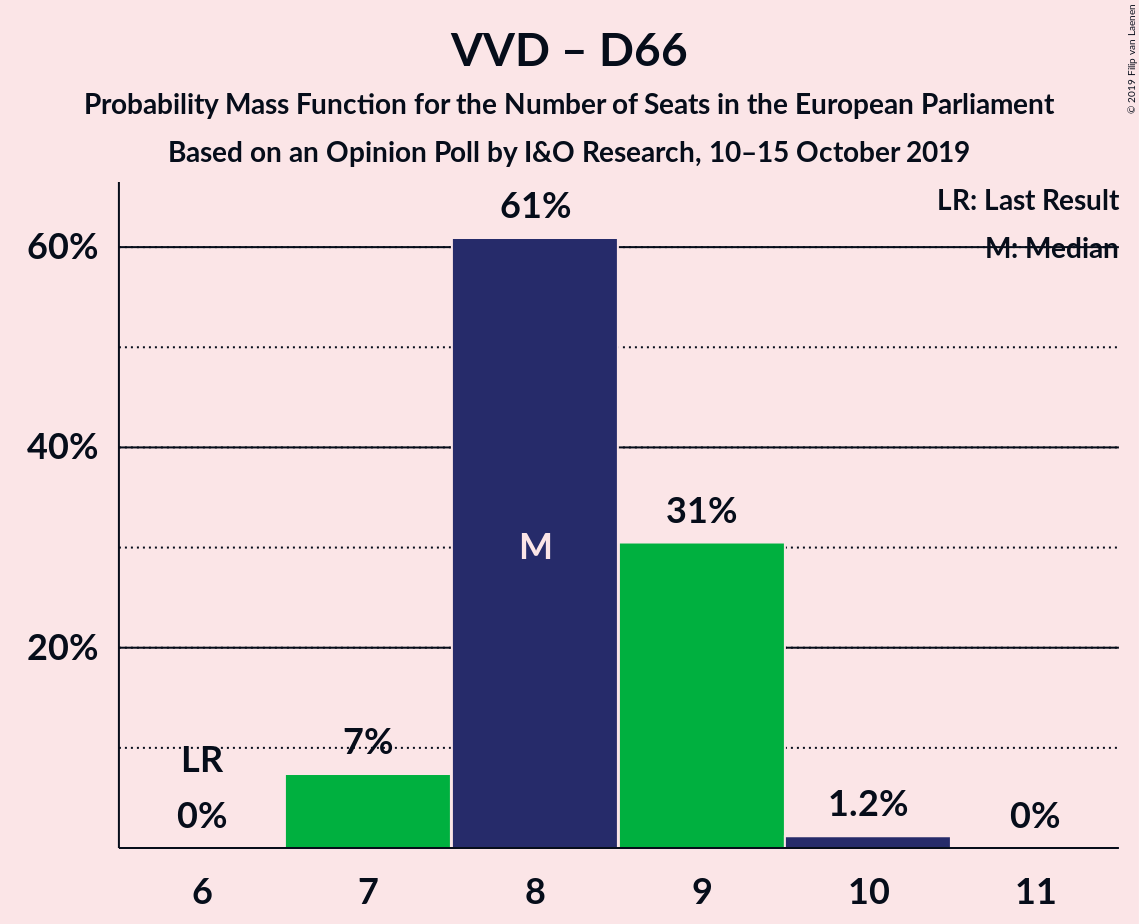 VVD – D66
Probability Mass Function for the Number of Seats in the European Parliament
Based on an Opinion Poll by I&O Research, 10–15 October 2019
© 2019 Filip van Laenen
LR: Last Result
M: Median
61%
60%
40%
31%
M
20%
7%
LR
0%
1.2%
0%
6 7 8 9 10 11